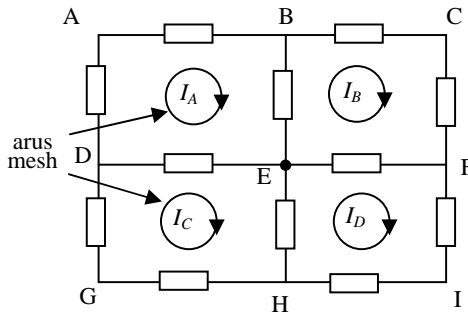 A B C
I_A I_B
arus
mesh
D E F
I_C I_D
G H I